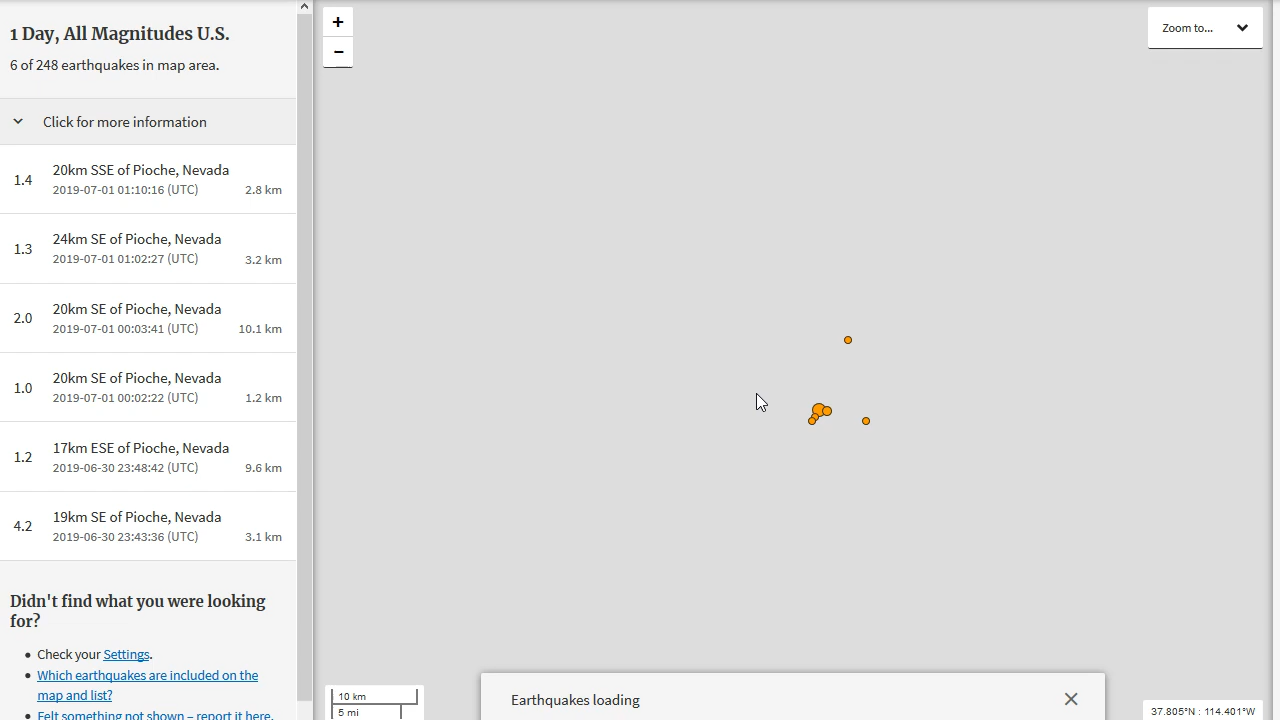 1 Day, All Magnitudes U.S.
6 of 248 earthquakes in map area.
Click for more information
1.4
20km SSE of Pioche, Nevada
2019-07-01 01:10:16 (UTC)
2.8 km
1.3
24km SE of Pioche, Nevada
2019-07-01 01:02:27 (UTC)
3.2 km
2.0
20km SE of Pioche, Nevada
2019-07-01 00:03:41 (UTC)
10.1 km
1.0
20km SE of Pioche, Nevada
2019-07-01 00:02:22 (UTC)
1.2 km
1.2
17km ESE of Pioche, Nevada
2019-06-30 23:48:42 (UTC)
9.6 km
4.2
19km SE of Pioche, Nevada
2019-06-30 23:43:36 (UTC)
3.1 km
Didn't find what you were looking
for?
• Check your Settings.
• Which earthquakes are included on the
map and list?
• Felt something not shown – report it here.
+
−
Zoom to...
10 km
5 mi
Earthquakes loading
37.805°N : 114.401°W